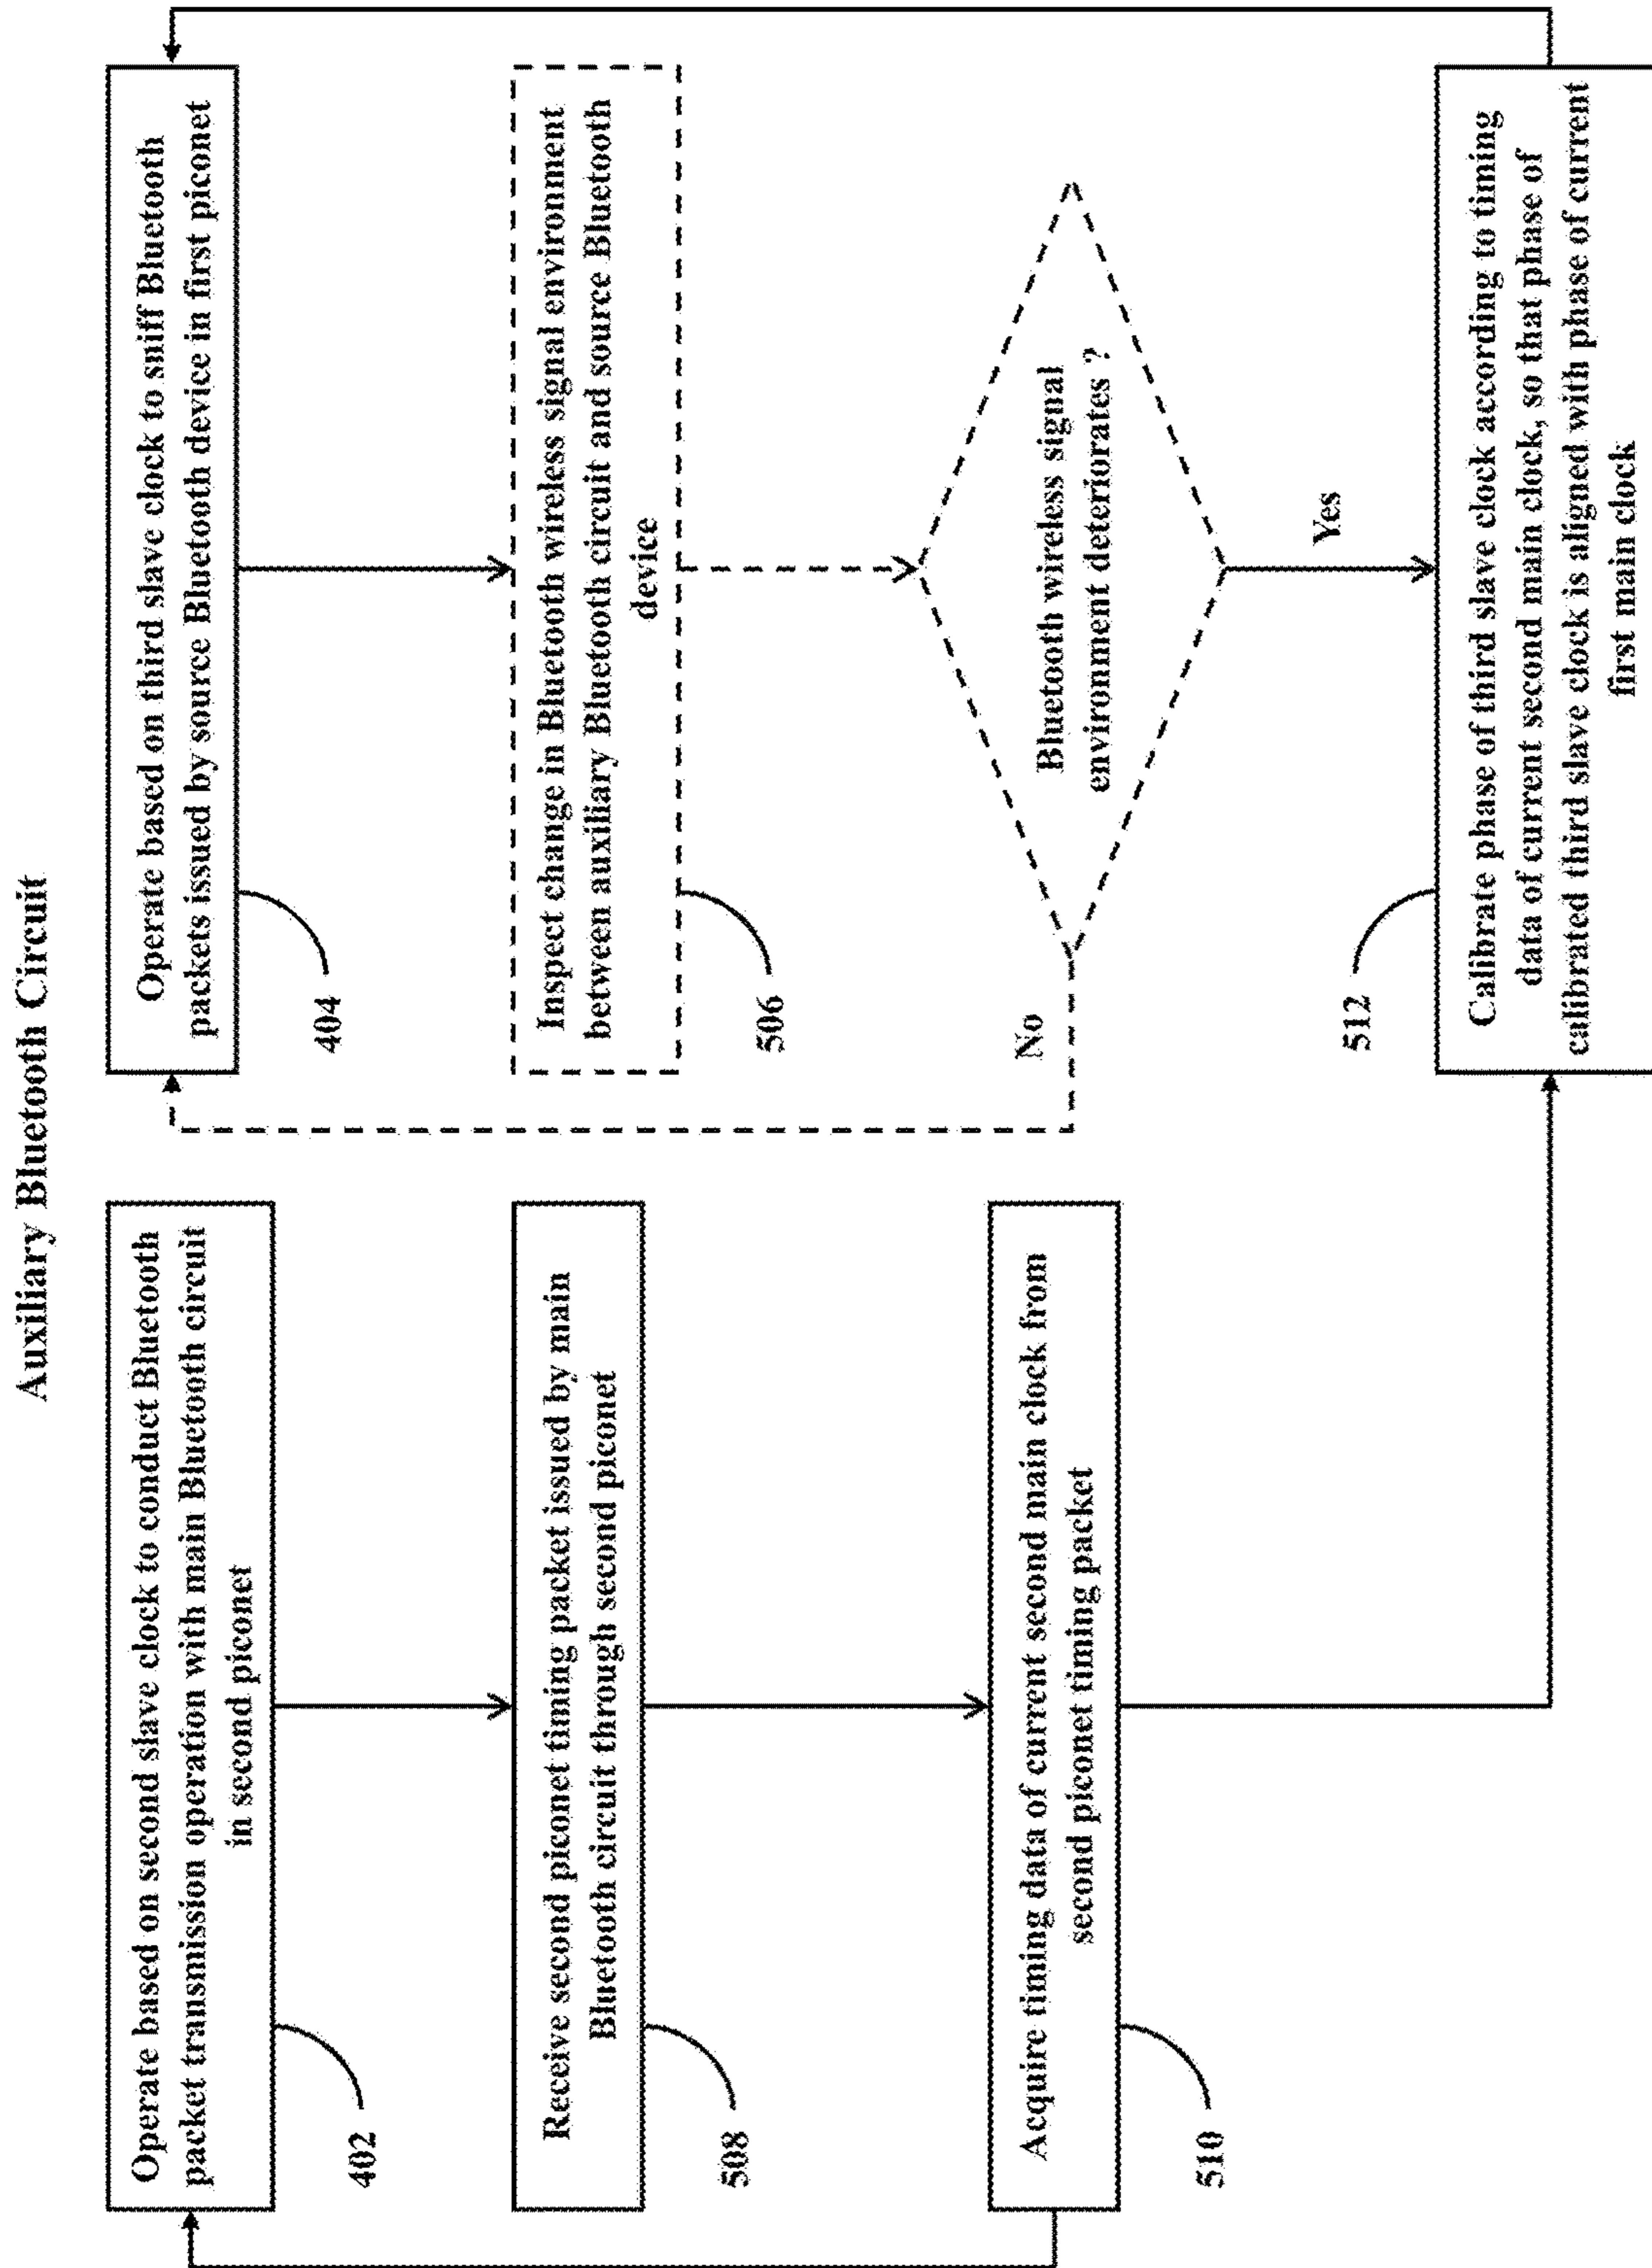 Auxiliary Bluetooth Circuit
Operate based on second slave clock to conduct Bluetooth
packet transmission operation with main Bluetooth circuit
in second piconet
402
Receive second piconet timing packet issued by main
Bluetooth circuit through second piconet
508
Acquire timing data of current second main clock from
second piconet timing packet
510
Operate based on third slave clock to sniff Bluetooth
packets issued by source Bluetooth device in first piconet
404
Inspect change in Bluetooth wireless signal environment
between auxiliary Bluetooth circuit and source Bluetooth
device
506
Bluetooth wireless signal
environment deteriorates ?
No
Yes
512
Calibrate phase of third slave clock according to timing
data of current second main clock, so that phase of
calibrated third slave clock is aligned with phase of current
first main clock